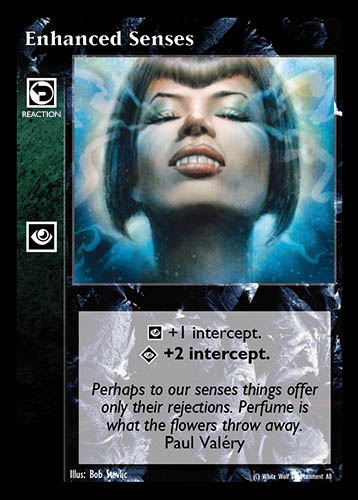 Enhanced Senses
REACTION
+1 intercept.
+2 intercept.
Perhaps to our senses things offer
only their rejections. Perfume is
what the flowers throw away.
Paul Valéry
Illus: Bob Stevlic
(C) White Wolf Entertainment AB